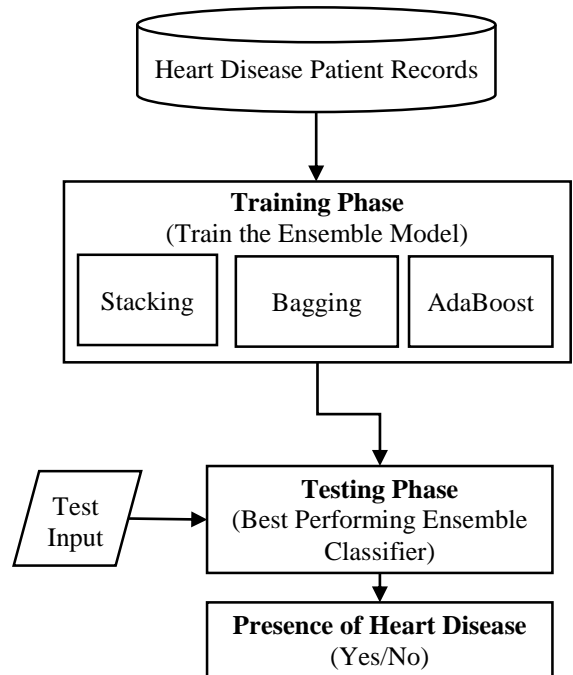 Heart Disease Patient Records
Training Phase
(Train the Ensemble Model)
Stacking
Bagging
AdaBoost
Test
Input
Testing Phase
(Best Performing Ensemble
Classifier)
Presence of Heart Disease
(Yes/No)